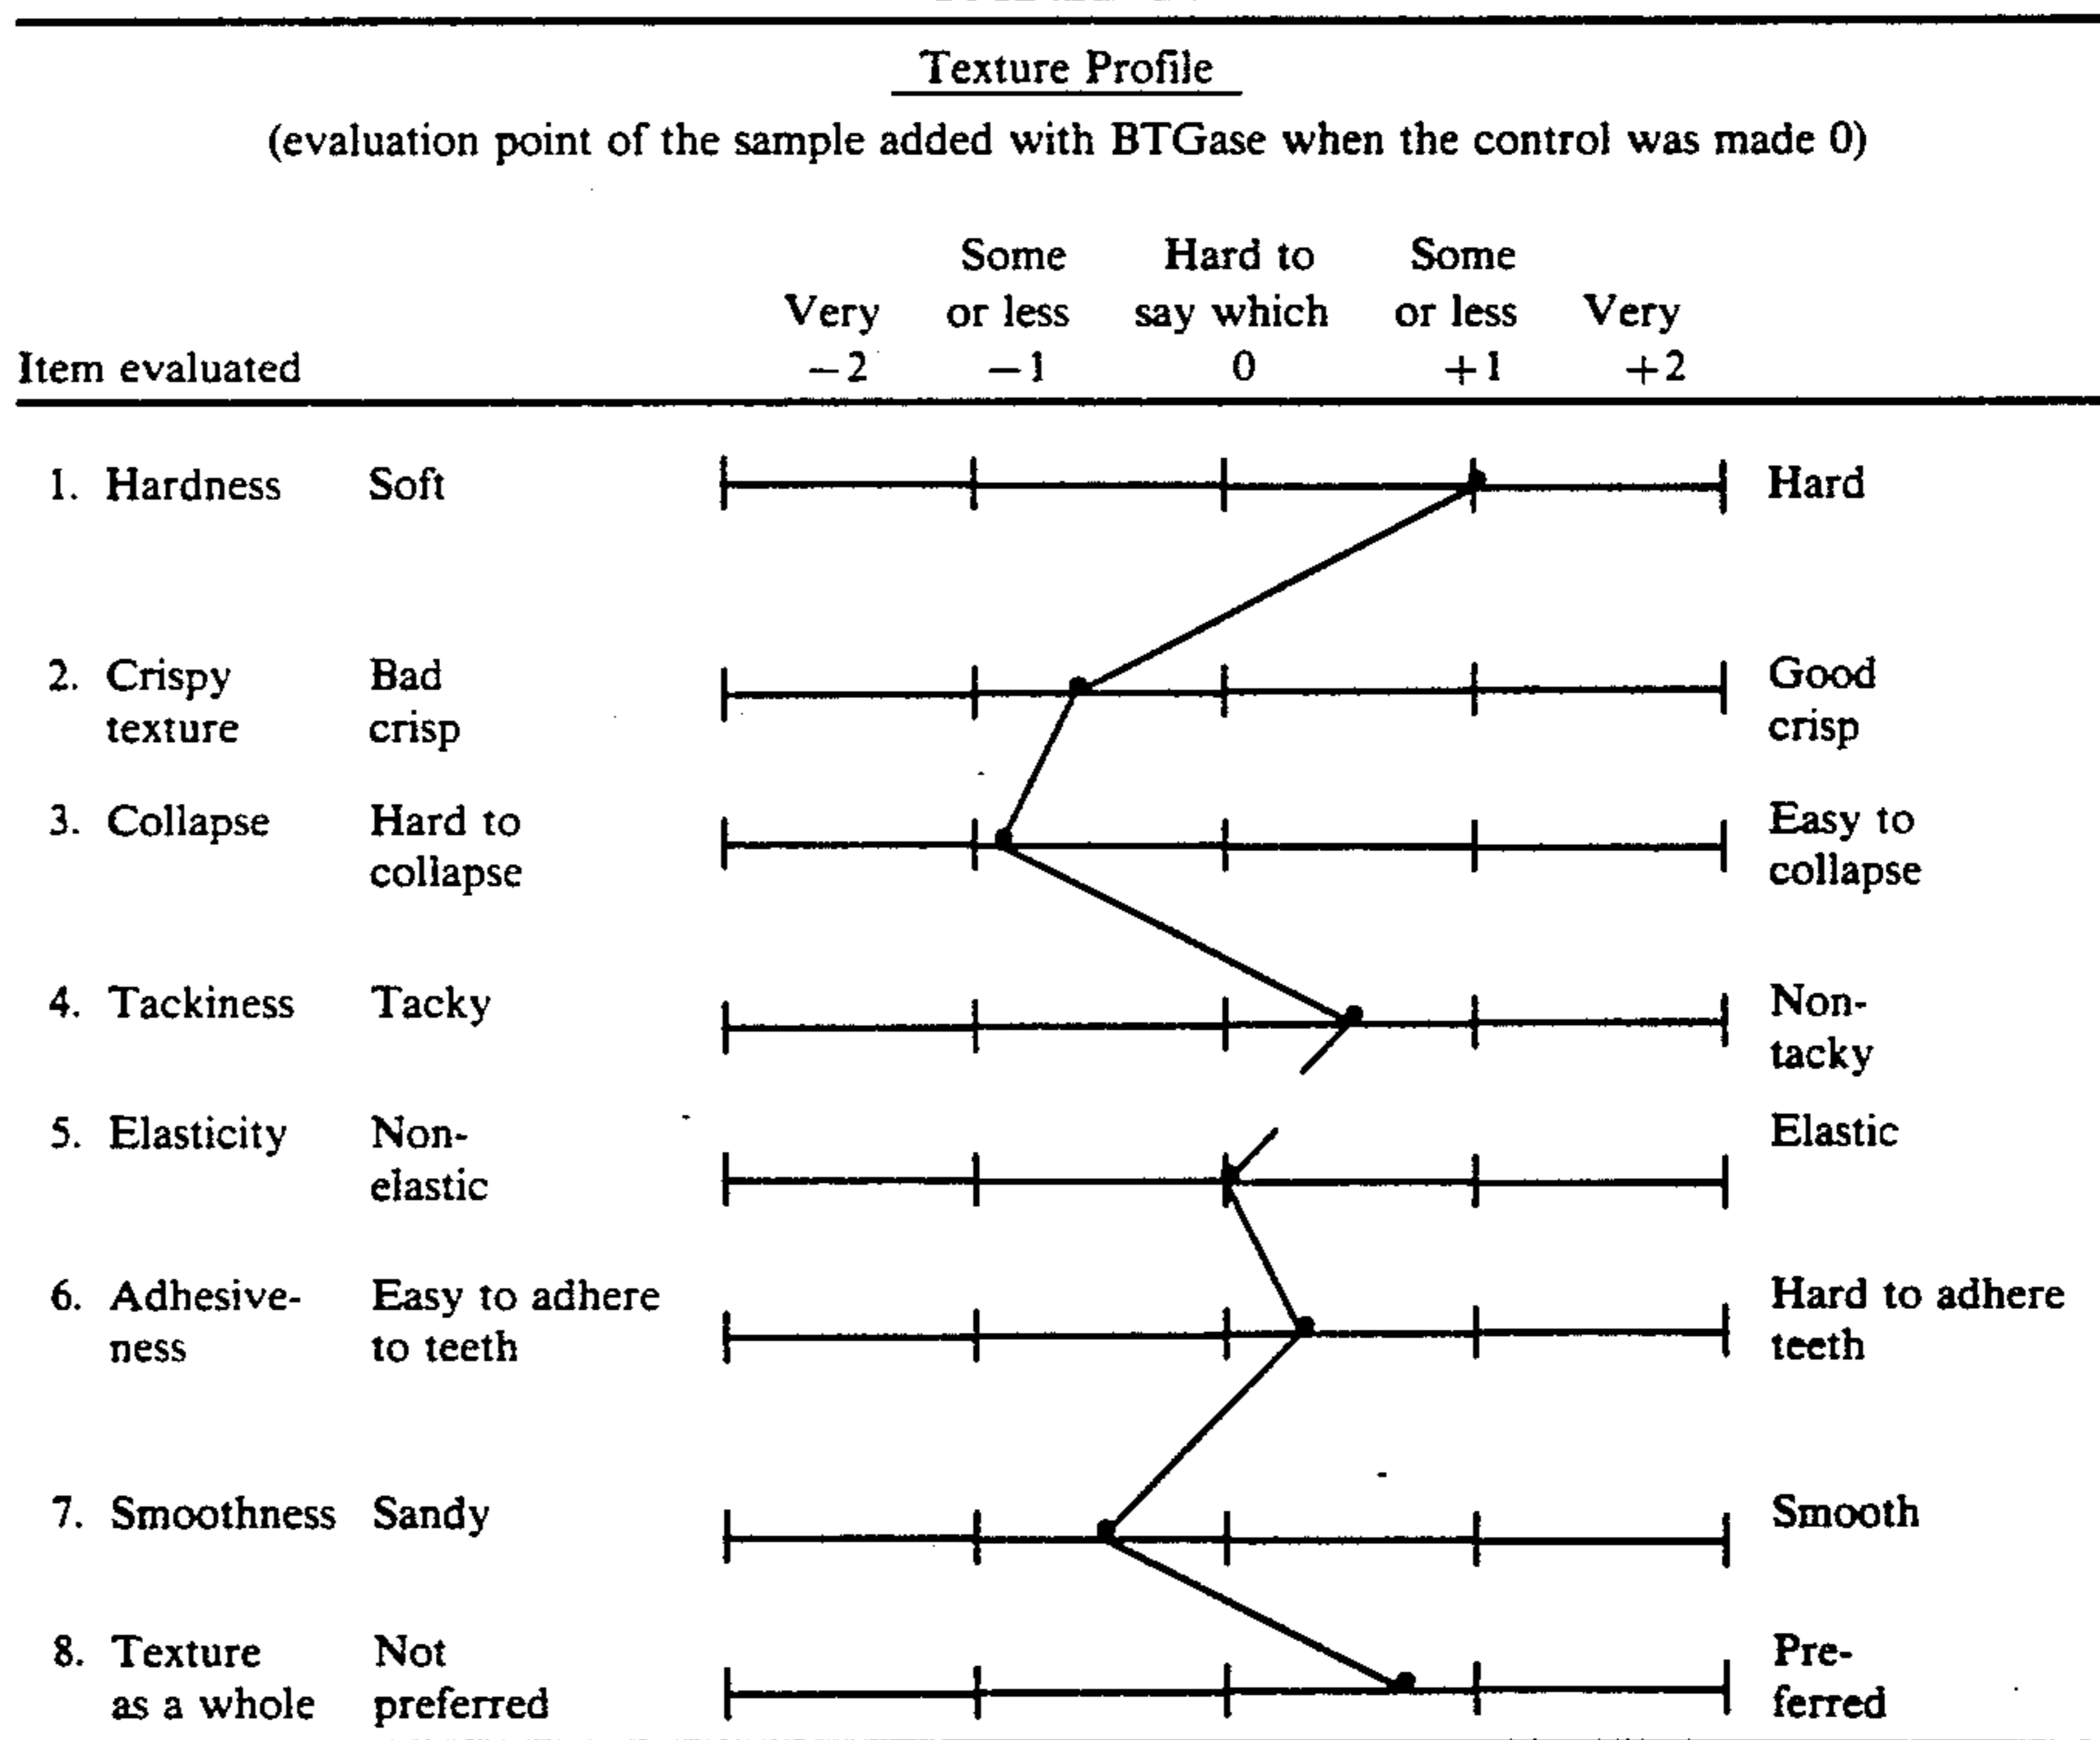 Texture Profile
(evaluation point of the sample added with BTGase when the control was made 0)
Some Hard to Some
Very or less say which or less Very
Item evaluated −2 −1 0 +1 +2
1. Hardness Soft Hard
2. Crispy Bad Good
texture crisp crisp
3. Collapse Hard to Easy to
collapse collapse
4. Tackiness Tacky Non-
tacky
5. Elasticity Non- Elastic
elastic
6. Adhesive- Easy to adhere Hard to adhere
ness to teeth teeth
7. Smoothness Sandy Smooth
8. Texture Not Pre-
as a whole preferred ferred